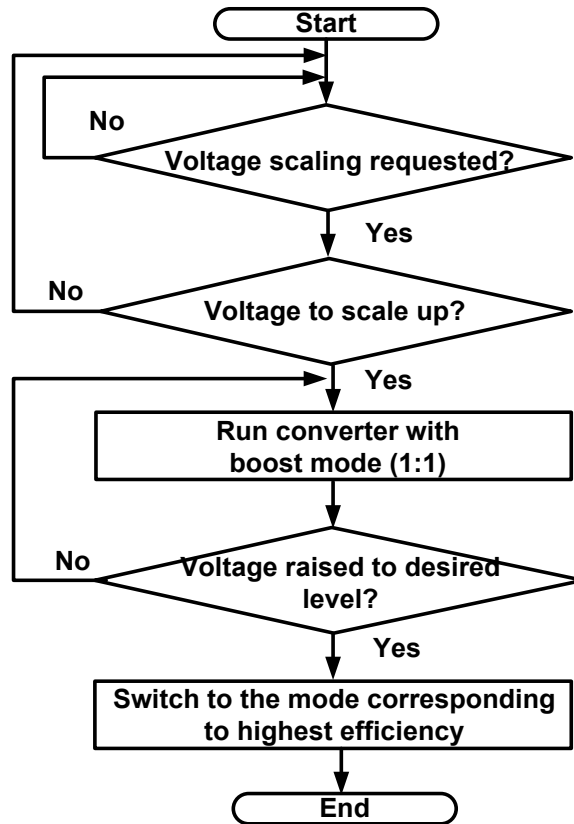 Start
No
Voltage scaling requested?
Yes
No
Voltage to scale up?
Yes
Run converter with
boost mode (1:1)
No
Voltage raised to desired
level?
Yes
Switch to the mode corresponding
to highest efficiency
End